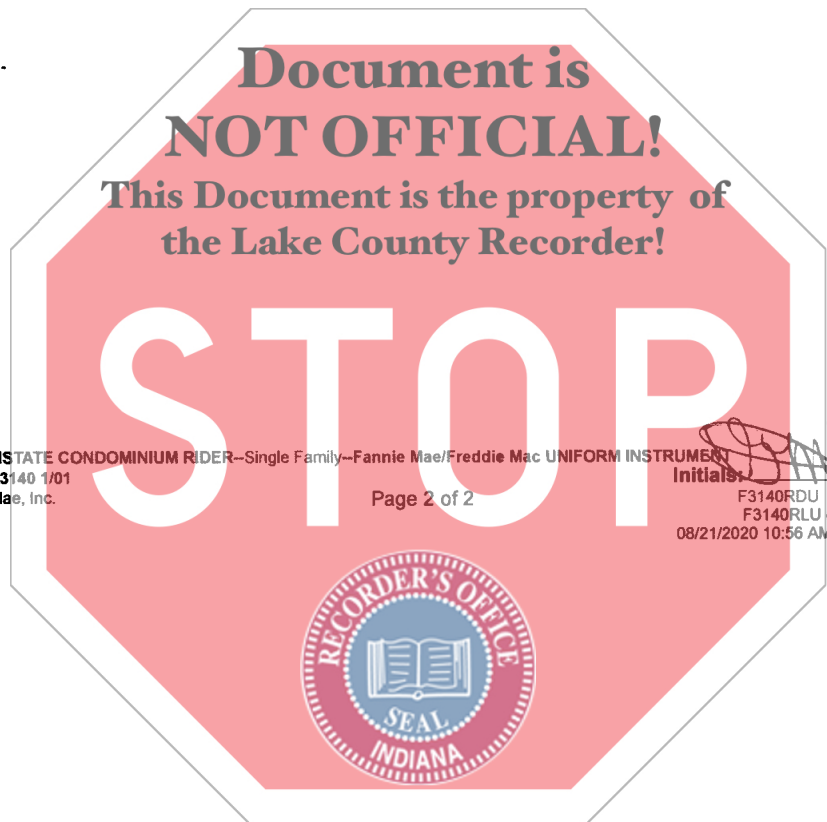 Document is
NOT OFFICIAL!
This Document is the property of
the Lake County Recorder!
STOP
ISTATE CONDOMINIUM RIDER--Single Family--Fannie Mae/Freddie Mac UNIFORM INSTRUMENT
3140 1/01
Initials:
lae, Inc.
Page 2 of 2
F3140RDU
F3140RLU
08/21/2020 10:56 AM
RECORDER'S OFFICE
SEAL
INDIANA